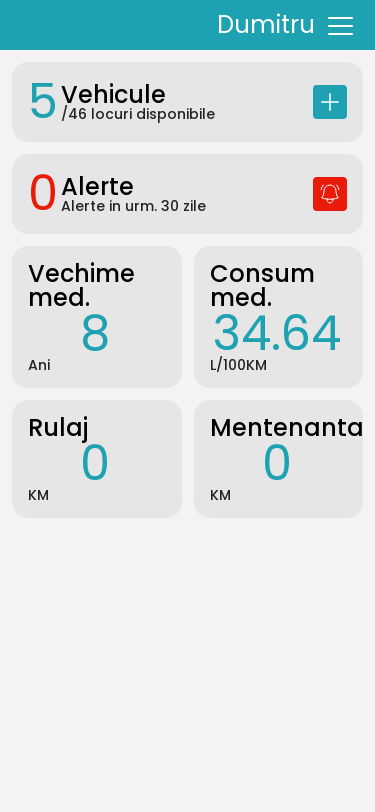 Dumitru
5 Vehicule
/46 locuri disponibile
0 Alerte
Alerte in urm. 30 zile
Vechime
med.
8
Ani
Consum
med.
34.64
L/100KM
Rulaj
0
KM
Mentenanta
0
KM